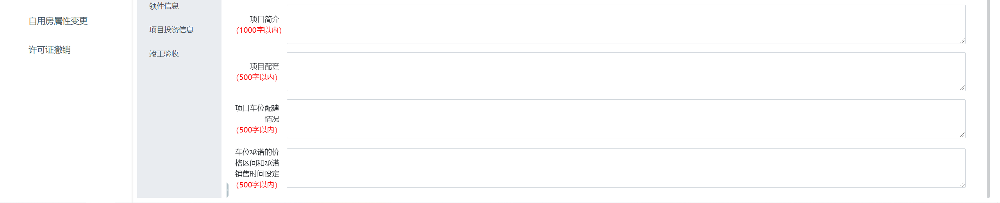 自用房属性变更
许可证撤销
领件信息
项目投资信息
竣工验收
项目简介
（1000字以内）
项目配套
（500字以内）
项目车位配建
情况
（500字以内）
车位承诺的价
格区间和承诺
销售时间设定
（500字以内）